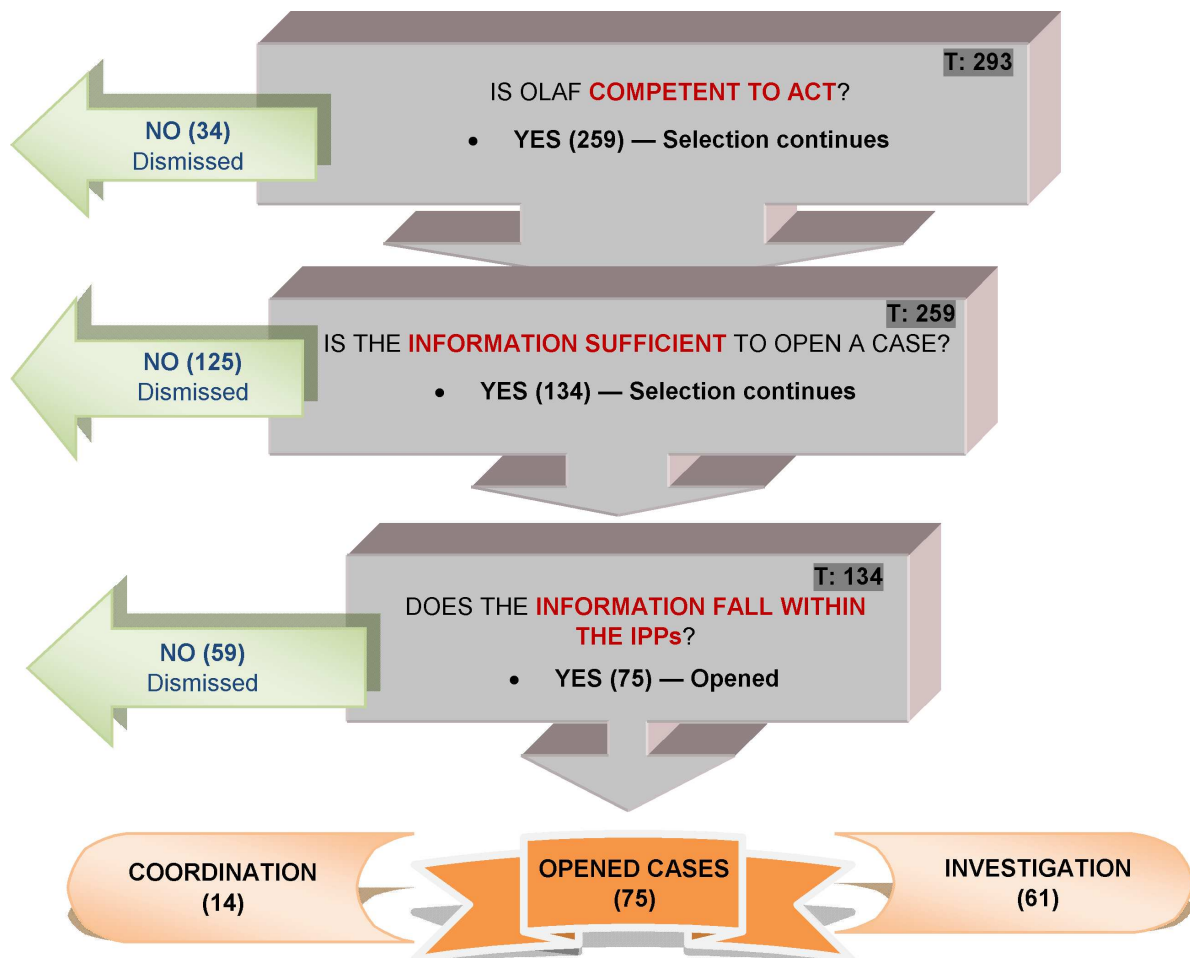 T: 293
IS OLAF COMPETENT TO ACT?
• YES (259) — Selection continues
NO (34)
Dismissed
T: 259
IS THE INFORMATION SUFFICIENT TO OPEN A CASE?
• YES (134) — Selection continues
NO (125)
Dismissed
T: 134
DOES THE INFORMATION FALL WITHIN
THE IPPs?
• YES (75) — Opened
NO (59)
Dismissed
COORDINATION
(14)
OPENED CASES
(75)
INVESTIGATION
(61)